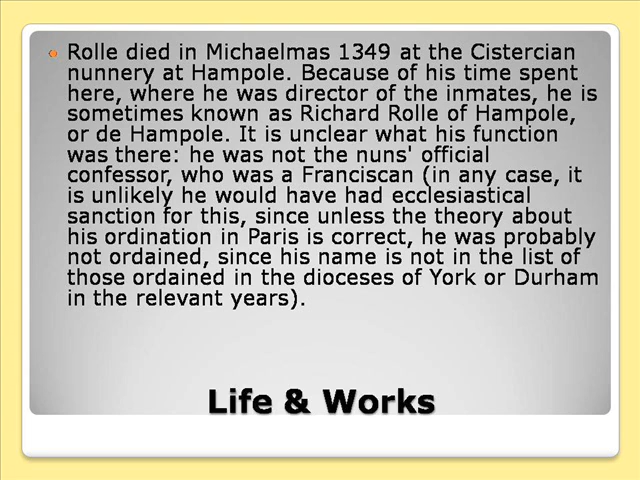 Rolle died in Michaelmas 1349 at the Cistercian
nunnery at Hampole. Because of his time spent
here, where he was director of the inmates, he is
sometimes known as Richard Rolle of Hampole,
or de Hampole. It is unclear what his function
was there: he was not the nuns' official
confessor, who was a Franciscan (in any case, it
is unlikely he would have had ecclesiastical
sanction for this, since unless the theory about
his ordination in Paris is correct, he was probably
not ordained, since his name is not in the list of
those ordained in the dioceses of York or Durham
in the relevant years).
Life & Works